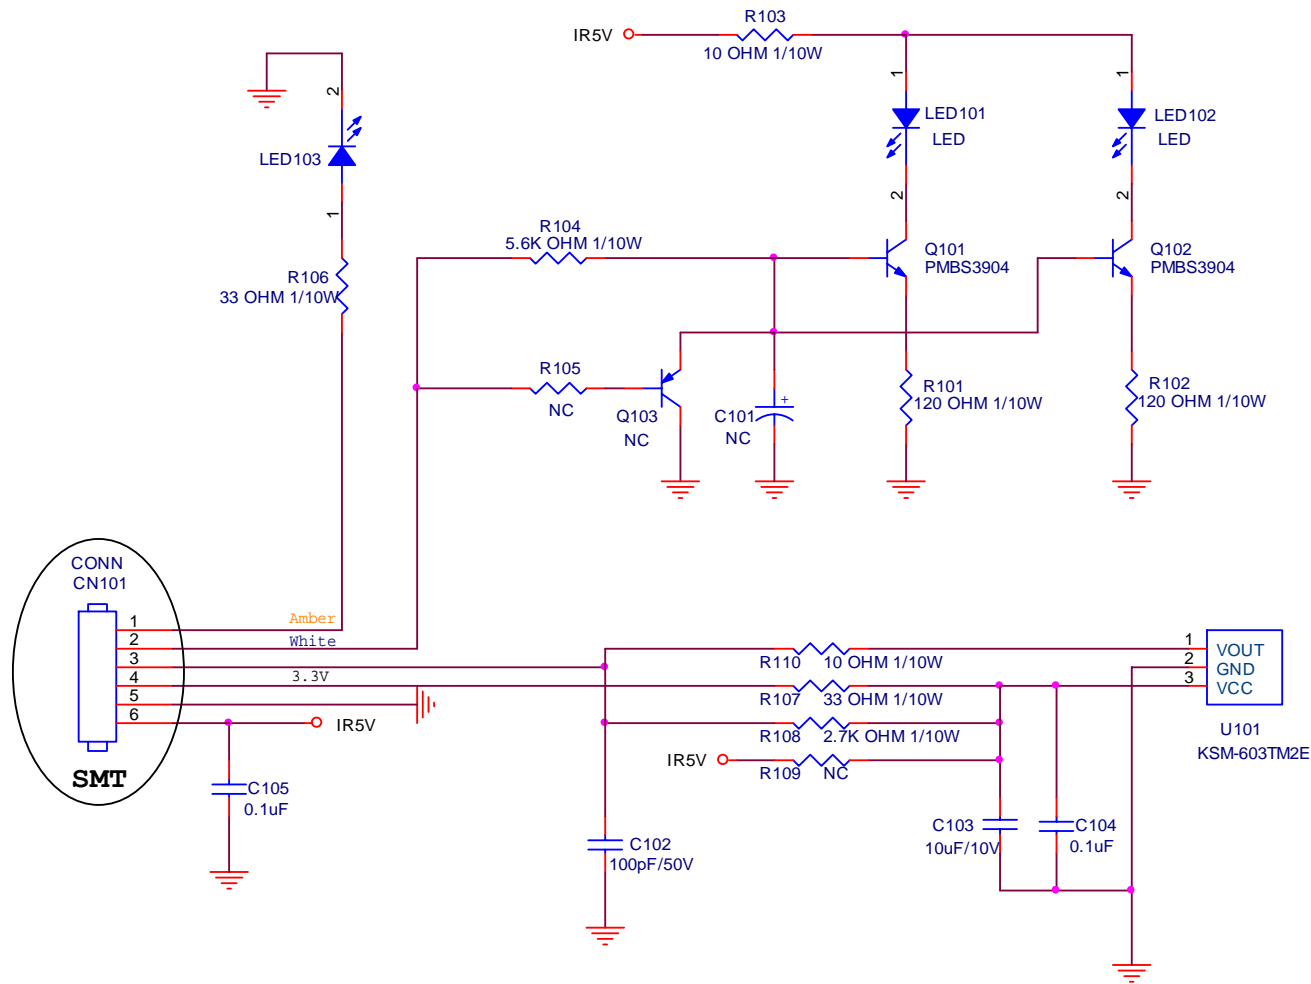 R103
IR5V
10 OHM 1/10W
2
1
1
LED101
LED
LED102
LED
LED103
1
2
2
R104
5.6K OHM 1/10W
Q101
PMBS3904
Q102
PMBS3904
R106
33 OHM 1/10W
R105
NC
Q103
NC
C101
NC
+
R101
120 OHM 1/10W
R102
120 OHM 1/10W
CONN
CN101
1
2
3
4
5
6
SMT
Amber
White
3.3V
IR5V
C105
0.1uF
R110
10 OHM 1/10W
R107
33 OHM 1/10W
R108
2.7K OHM 1/10W
IR5V
R109
NC
1
2
3
VOUT
GND
VCC
U101
KSM-603TM2E
C102
100pF/50V
C103
10uF/10V
C104
0.1uF